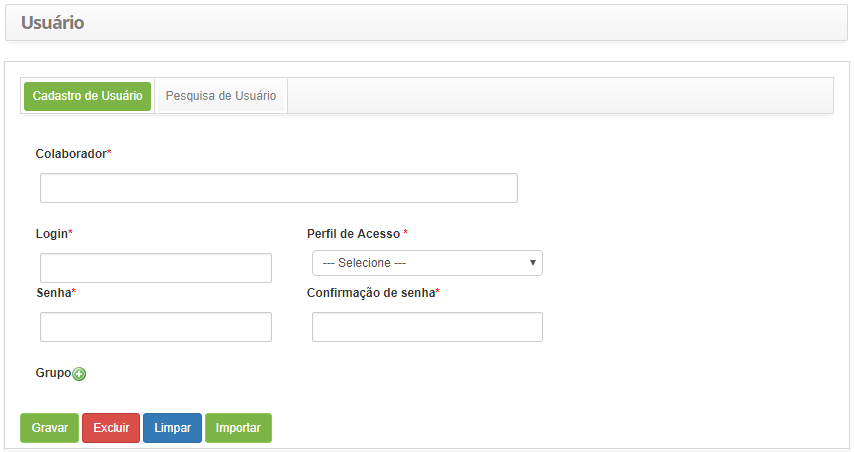 Usuário
Cadastro de Usuário Pesquisa de Usuário
Colaborador*
Login* Perfil de Acesso *
--- Selecione ---
Senha* Confirmação de senha*
Grupo
Gravar Excluir Limpar Importar